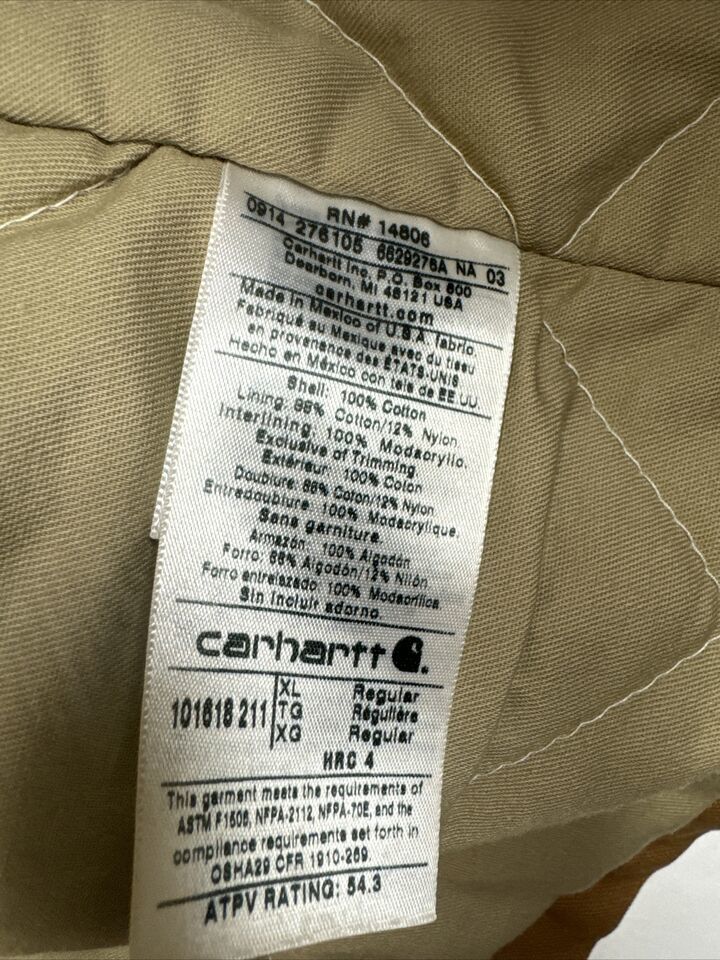 RN# 14806
0914 276105 6629276A NA 03
Carhartt Inc. P.O. Box 600
Dearborn, MI 48121 USA
carhartt.com
Made in Mexico of U.S.A. fabric.
Fabriqué au Mexique avec du tissu
en provenance des ÉTATS-UNIS
Hecho en México con tela de EE UU.
Shell: 100% Cotton
Lining: 88% Cotton/12% Nylon
Interlining: 100% Modacrylic.
Exclusive of Trimming
Extérieur: 100% Coton
Doublure: 88% Coton/12% Nylon
Entredoublure: 100% Modacrylique.
Sans garniture.
Armazón: 100% Algodón
Forro: 88% Algodón/12% Nilón
Forro entrelazado 100% Modacrílica
Sin incluir adorno
carhartt
101618 211
XL Regular
TG Régulière
XG Regular
HRC 4
This garment meets the requirements of
ASTM F1506, NFPA-2112, NFPA-70E, and the
compliance requirements set forth in
OSHA29 CFR 1910-269
ATPV RATING: 54.3